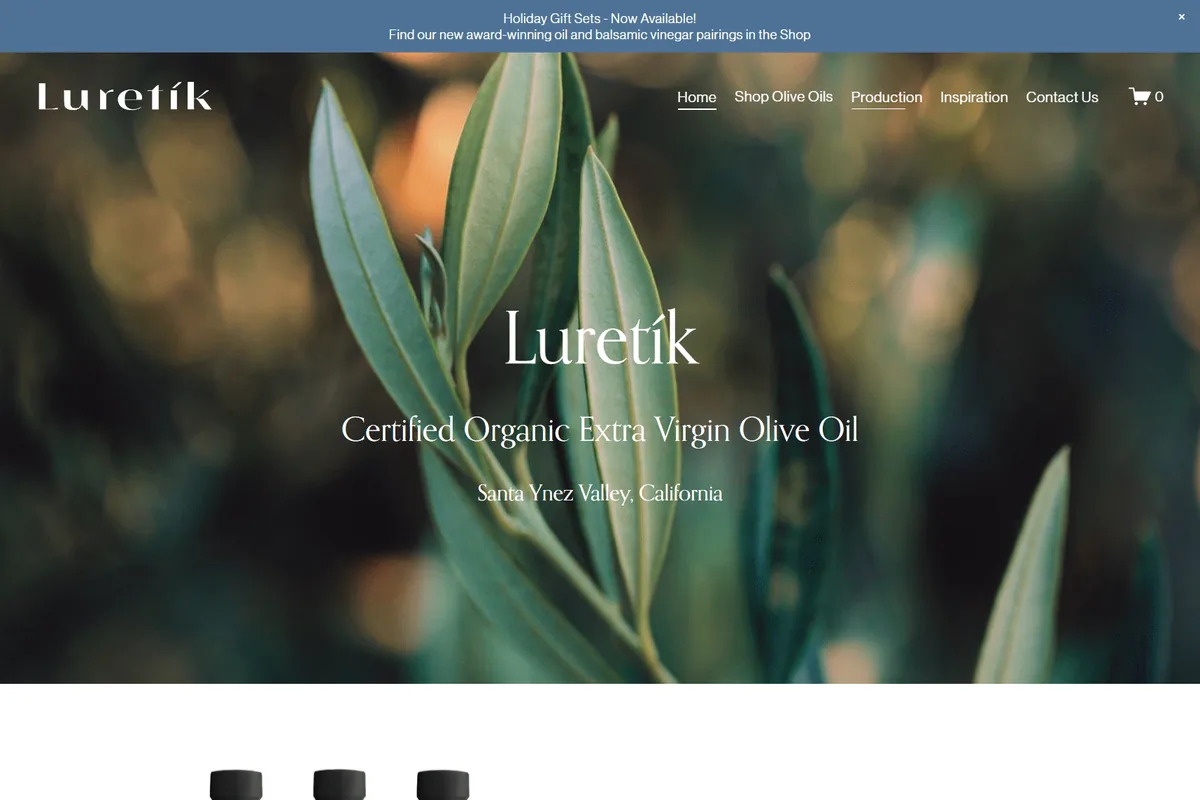 Holiday Gift Sets - Now Available!
Find our new award-winning oil and balsamic vinegar pairings in the Shop
×
Luretík
Home
Shop Olive Oils
Production
Inspiration
Contact Us
0
Luretík
Certified Organic Extra Virgin Olive Oil
Santa Ynez Valley, California